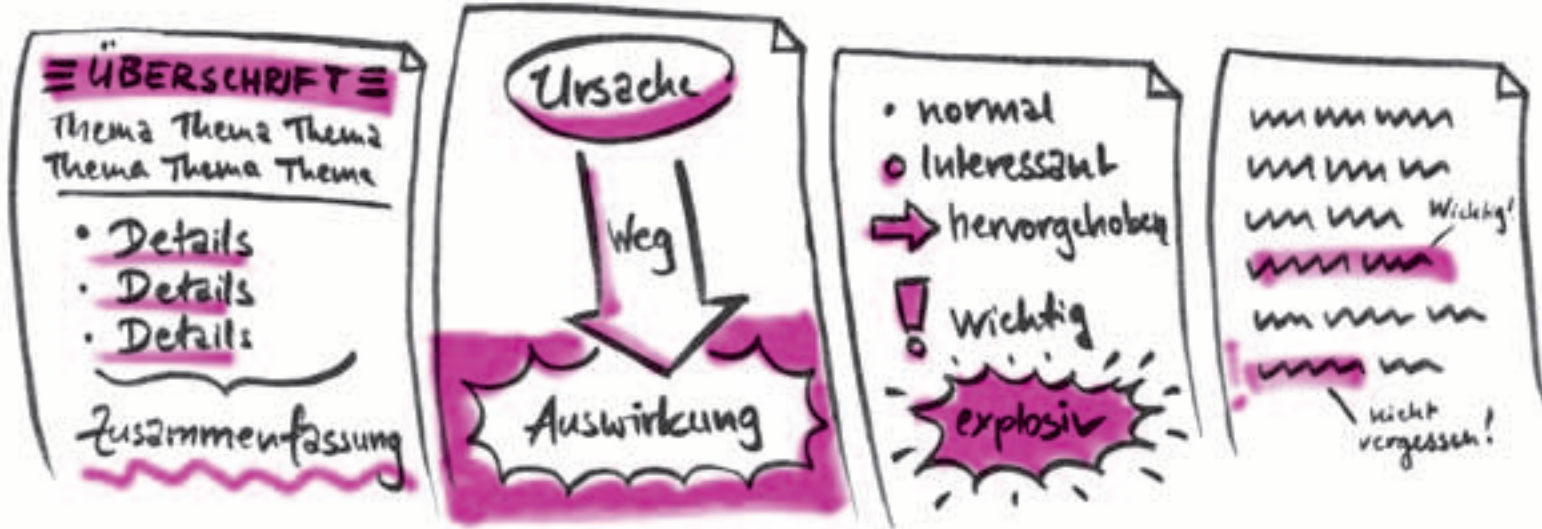 ÜBERSCHRIFT
Thema Thema Thema
Thema Thema Thema
• Details
• Details
• Details
Zusammenfassung
Ursache
Weg
Auswirkung
• normal
Interessant
hervorgehoben
! Wichtig
explosiv
Wichtig!
nicht
vergessen!